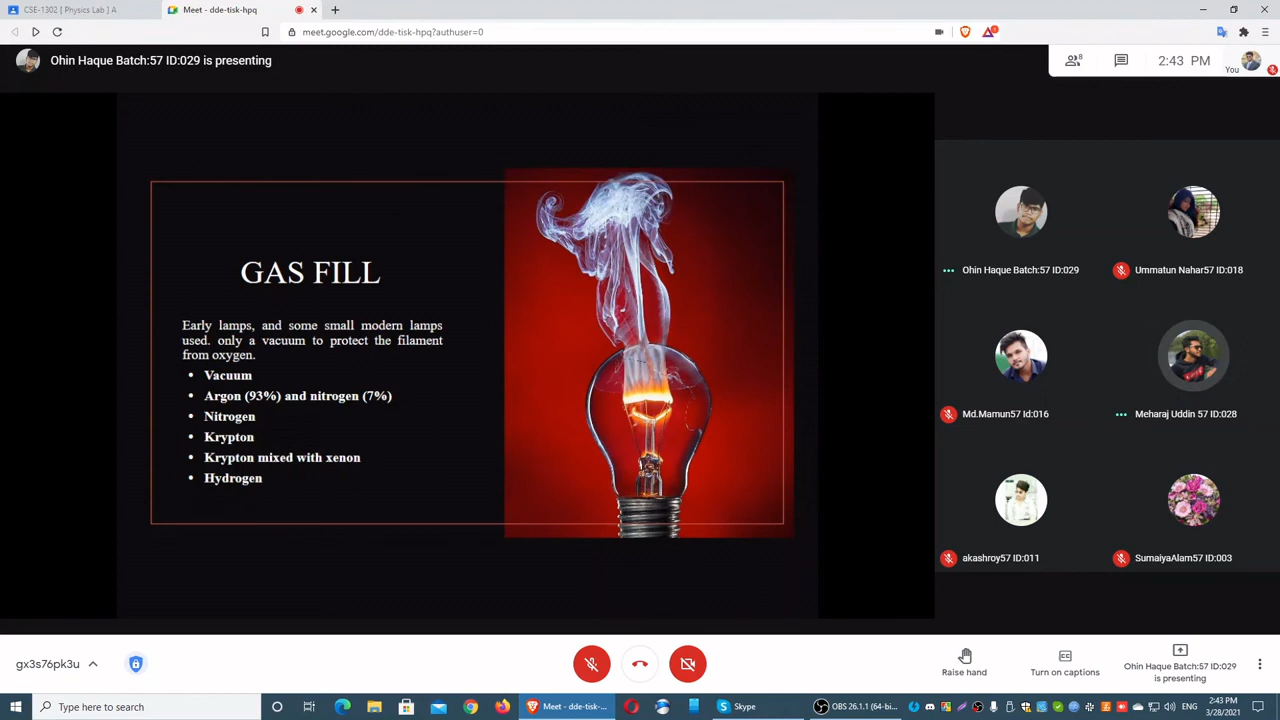 CSE-1302 [Physics Lab] A
Meet - dde-tisk-hpq
meet.google.com/dde-tisk-hpq?authuser=0
Ohin Haque Batch:57 ID:029 is presenting
8
2:43 PM
You
GAS FILL
Early lamps, and some small modern lamps
used. only a vacuum to protect the filament
from oxygen.
• Vacuum
• Argon (93%) and nitrogen (7%)
• Nitrogen
• Krypton
• Krypton mixed with xenon
• Hydrogen
Ohin Haque Batch:57 ID:029
Ummatun Nahar57 ID:018
Md.Mamun57 Id:016
Meharaj Uddin 57 ID:028
akashroy57 ID:011
SumaiyaAlam57 ID:003
gx3s76pk3u
Raise hand
Turn on captions
Ohin Haque Batch:57 ID:029
is presenting
Type here to search
Meet - dde-tisk-hp...
Skype
OBS 26.1.1 (64-bi...
ENG
2:43 PM
3/28/2021